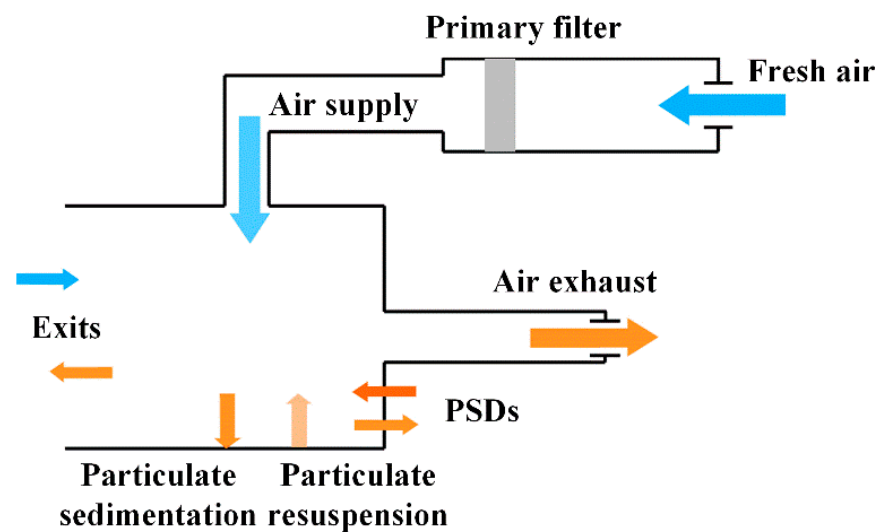 Primary filter
Fresh air
Air supply
Air exhaust
Exits
PSDs
Particulate sedimentation
Particulate resuspension